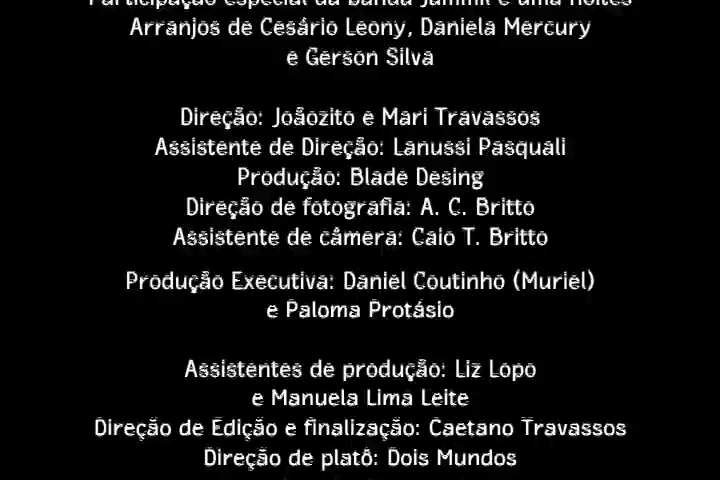 Participação especial da banda Jammil e uma noites
Arranjos de Cesário Leony, Daniela Mercury
e Gerson Silva
Direção: Joãozito e Mari Travassos
Assistente de Direção: Lanussi Pasquali
Produção: Blade Desing
Direção de fotografia: A. C. Britto
Assistente de câmera: Caio T. Britto
Produção Executiva: Daniel Coutinho (Muriel)
e Paloma Protásio
Assistentes de produção: Liz Lopo
e Manuela Lima Leite
Direção de Edição e finalização: Caetano Travassos
Direção de platô: Dois Mundos